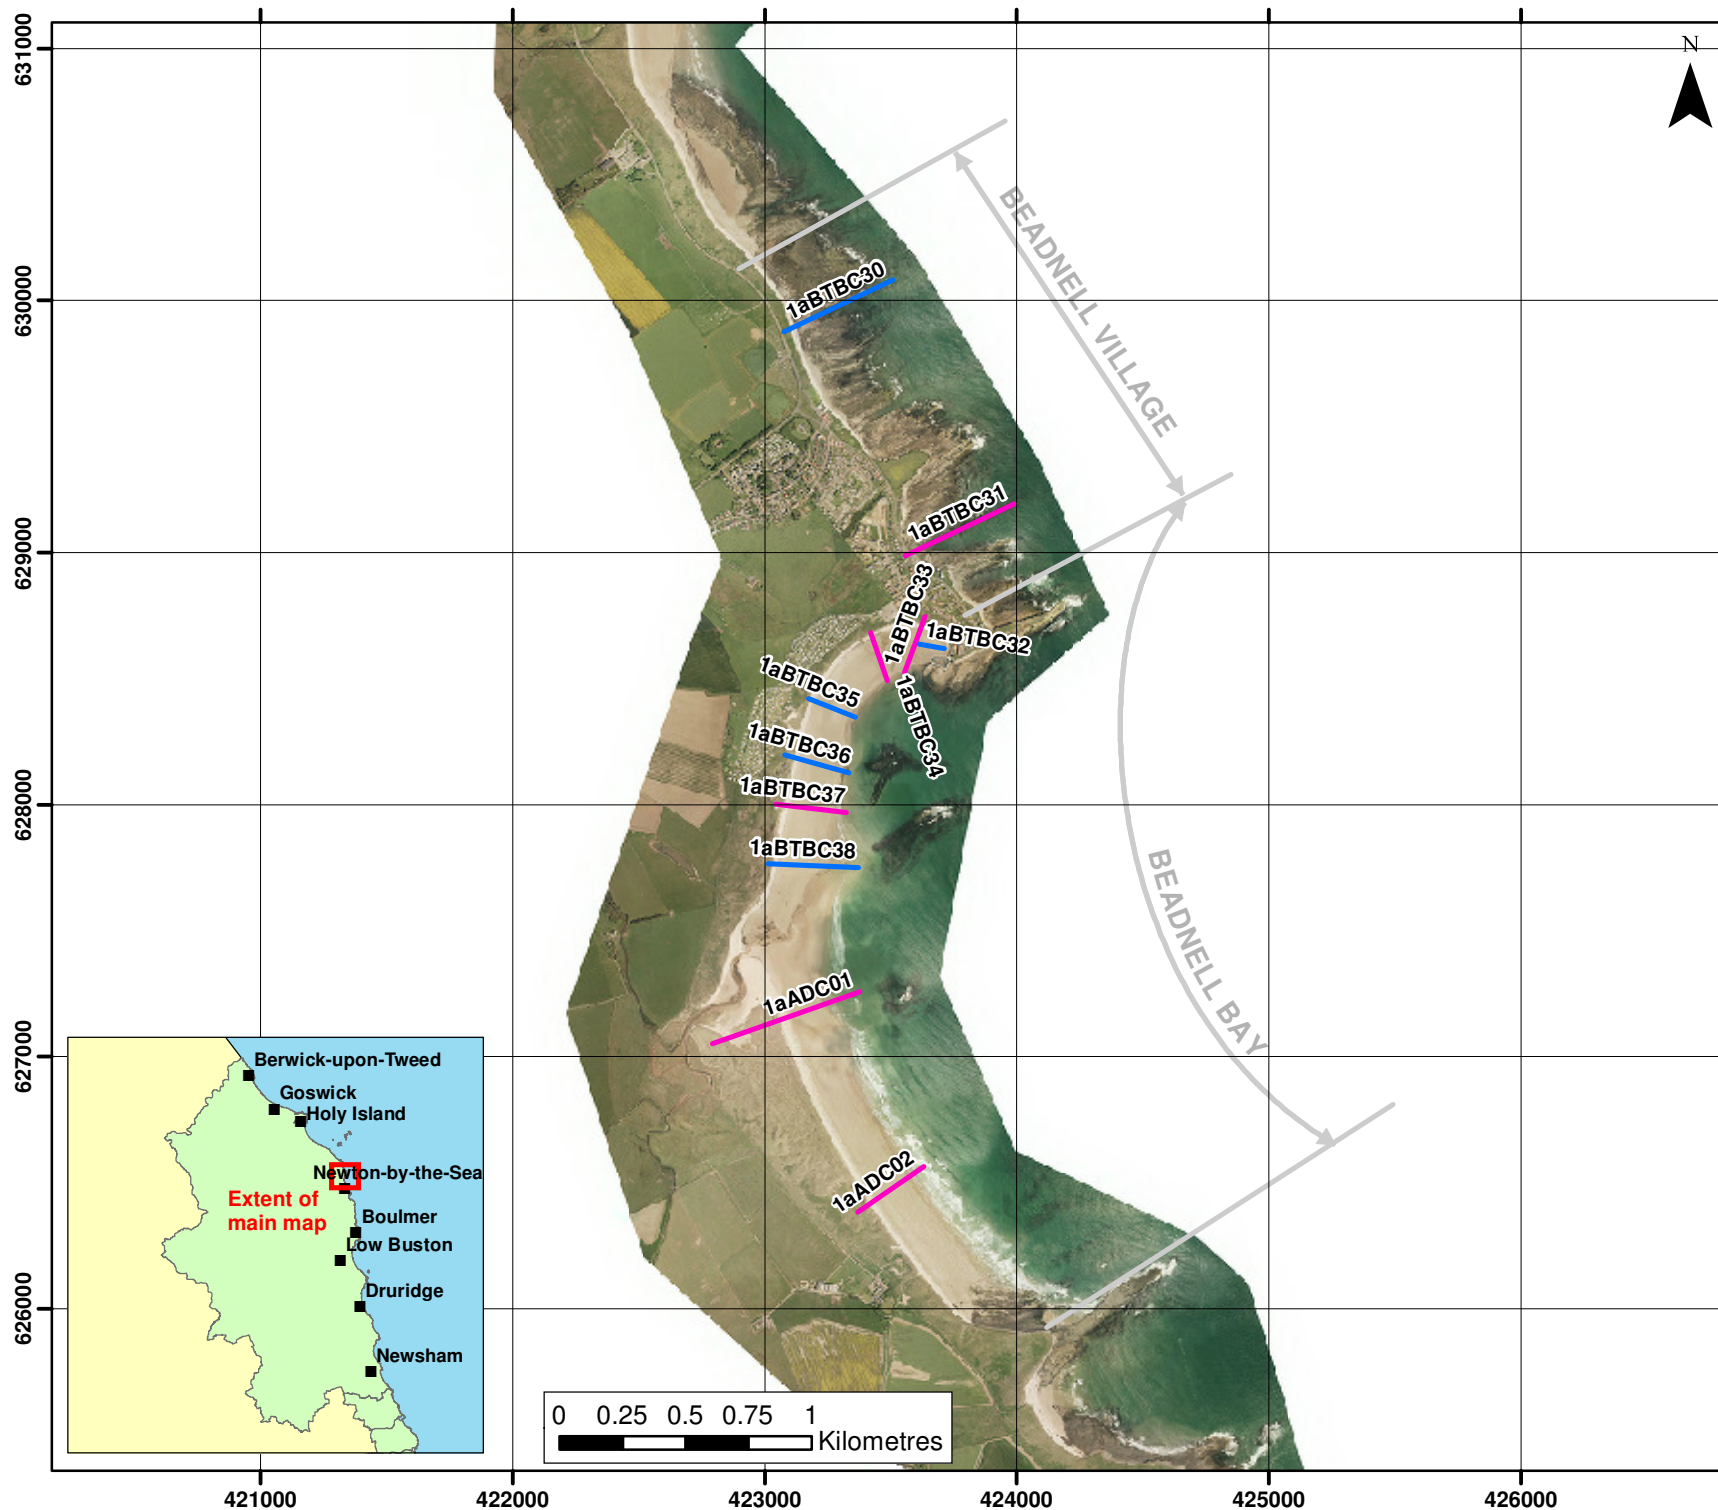 631000
630000
629000
628000
627000
626000
N
BEADNELL VILLAGE
1aBTBC30
1aBTBC31
1aBTBC33
1aBTBC32
1aBTBC34
1aBTBC35
1aBTBC36
1aBTBC37
1aBTBC38
BEADNELL BAY
1aADC01
1aADC02
Berwick-upon-Tweed
Goswick
Holy Island
Newton-by-the-Sea
Extent of
main map
Boulmer
Low Buston
Druridge
Newsham
0 0.25 0.5 0.75 1
Kilometres
421000 422000 423000 424000 425000 426000